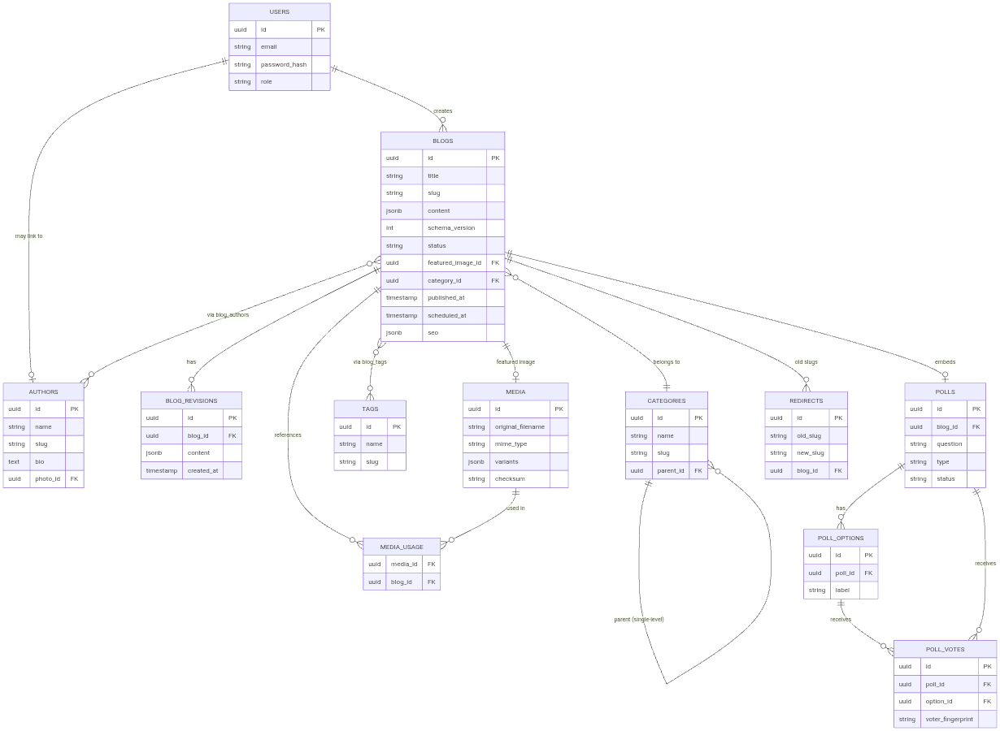 USERS
uuid id PK
string email
string password_hash
string role
creates
BLOGS
uuid id PK
string title
string slug
jsonb content
int schema_version
string status
uuid featured_image_id FK
uuid category_id FK
timestamp published_at
timestamp scheduled_at
jsonb seo
may link to
via blog_authors
has
via blog_tags
featured image
belongs to
old slugs
embeds
AUTHORS
uuid id PK
string name
string slug
text bio
uuid photo_id FK
BLOG_REVISIONS
uuid id PK
uuid blog_id FK
jsonb content
timestamp created_at
references
TAGS
uuid id PK
string name
string slug
MEDIA
uuid id PK
string original_filename
string mime_type
jsonb variants
string checksum
CATEGORIES
uuid id PK
string name
string slug
uuid parent_id FK
REDIRECTS
uuid id PK
string old_slug
string new_slug
uuid blog_id FK
POLLS
uuid id PK
uuid blog_id FK
string question
string type
string status
used in
has
MEDIA_USAGE
uuid media_id FK
uuid blog_id FK
POLL_OPTIONS
uuid id PK
uuid poll_id FK
string label
receives
parent (single-level)
receives
POLL_VOTES
uuid id PK
uuid poll_id FK
uuid option_id FK
string voter_fingerprint